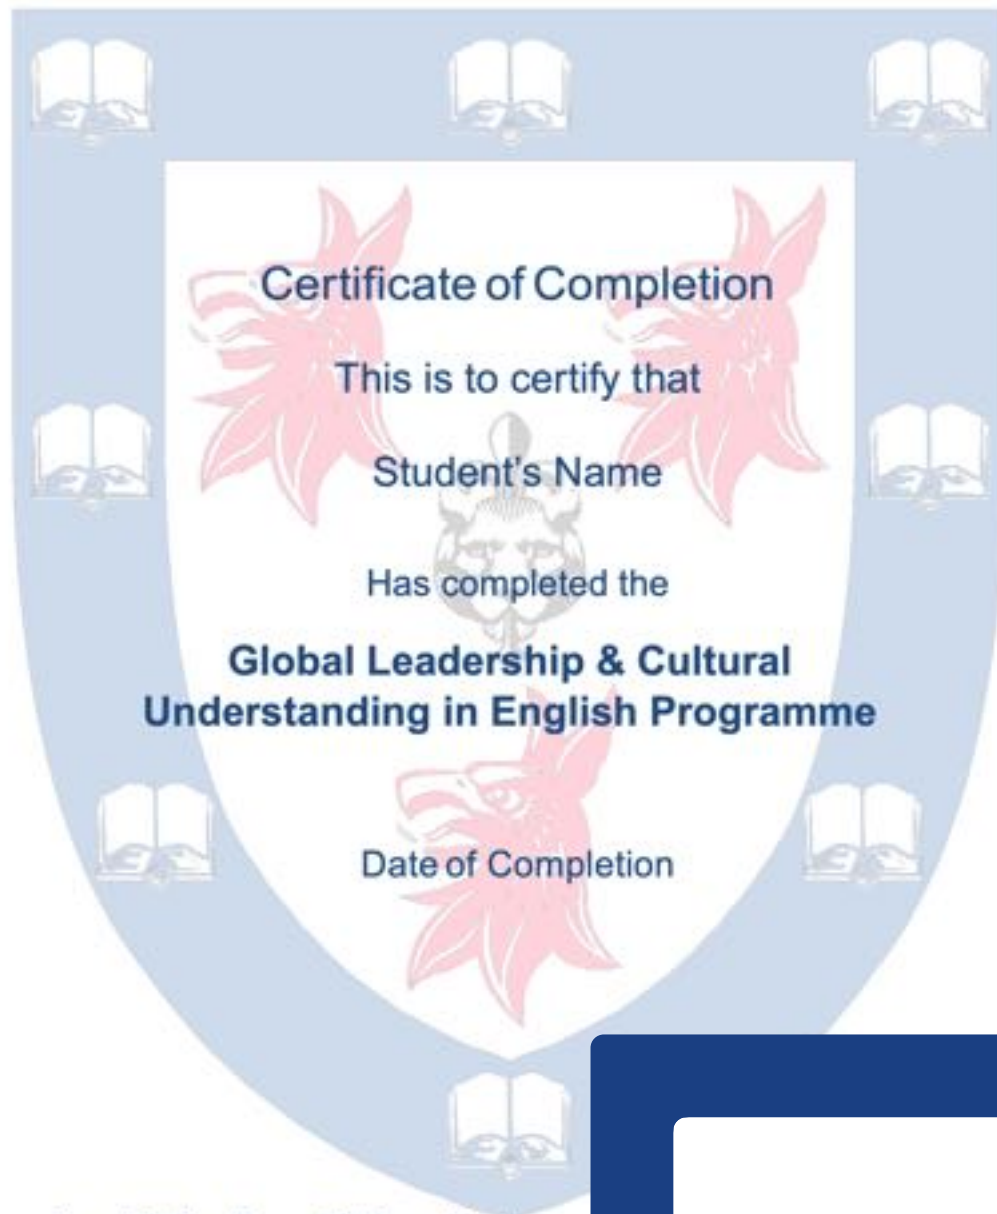 Certificate of Completion
This is to certify that
Student's Name
Has completed the
Global Leadership & Cultural
Understanding in English Programme
Date of Completion